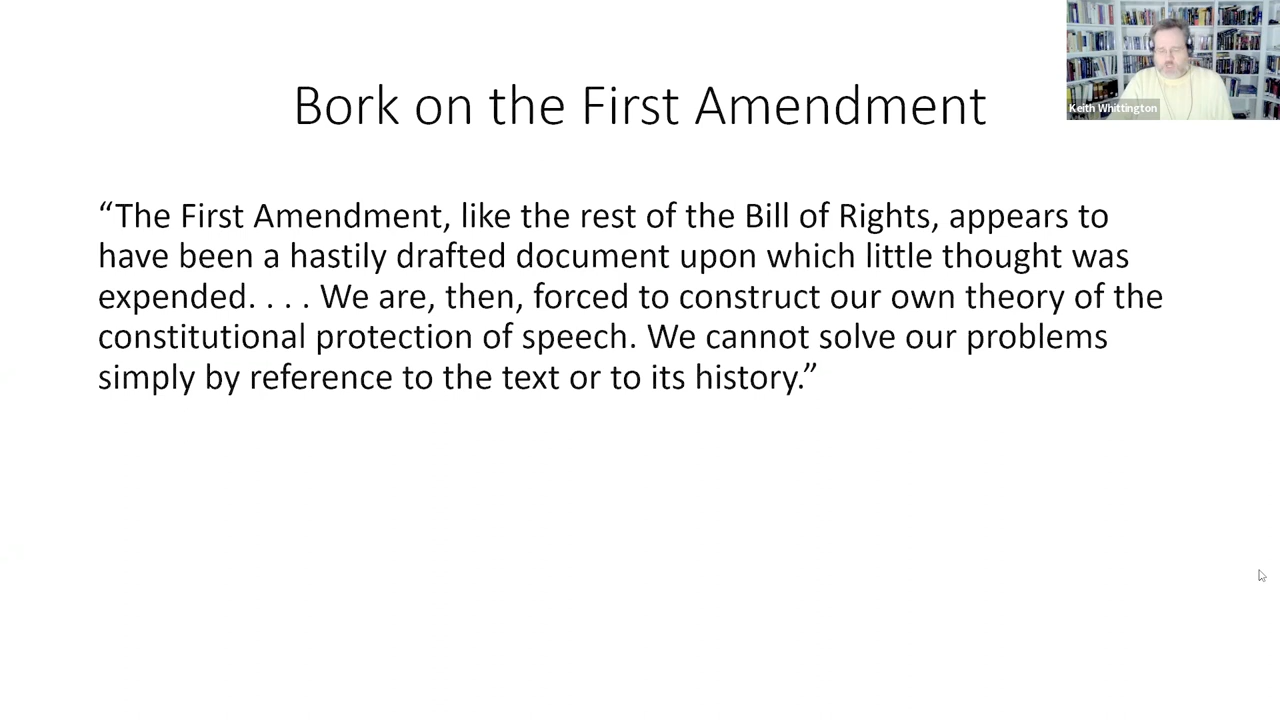 Bork on the First Amendment
Keith Whittington
“The First Amendment, like the rest of the Bill of Rights, appears to
have been a hastily drafted document upon which little thought was
expended. . . . We are, then, forced to construct our own theory of the
constitutional protection of speech. We cannot solve our problems
simply by reference to the text or to its history.”